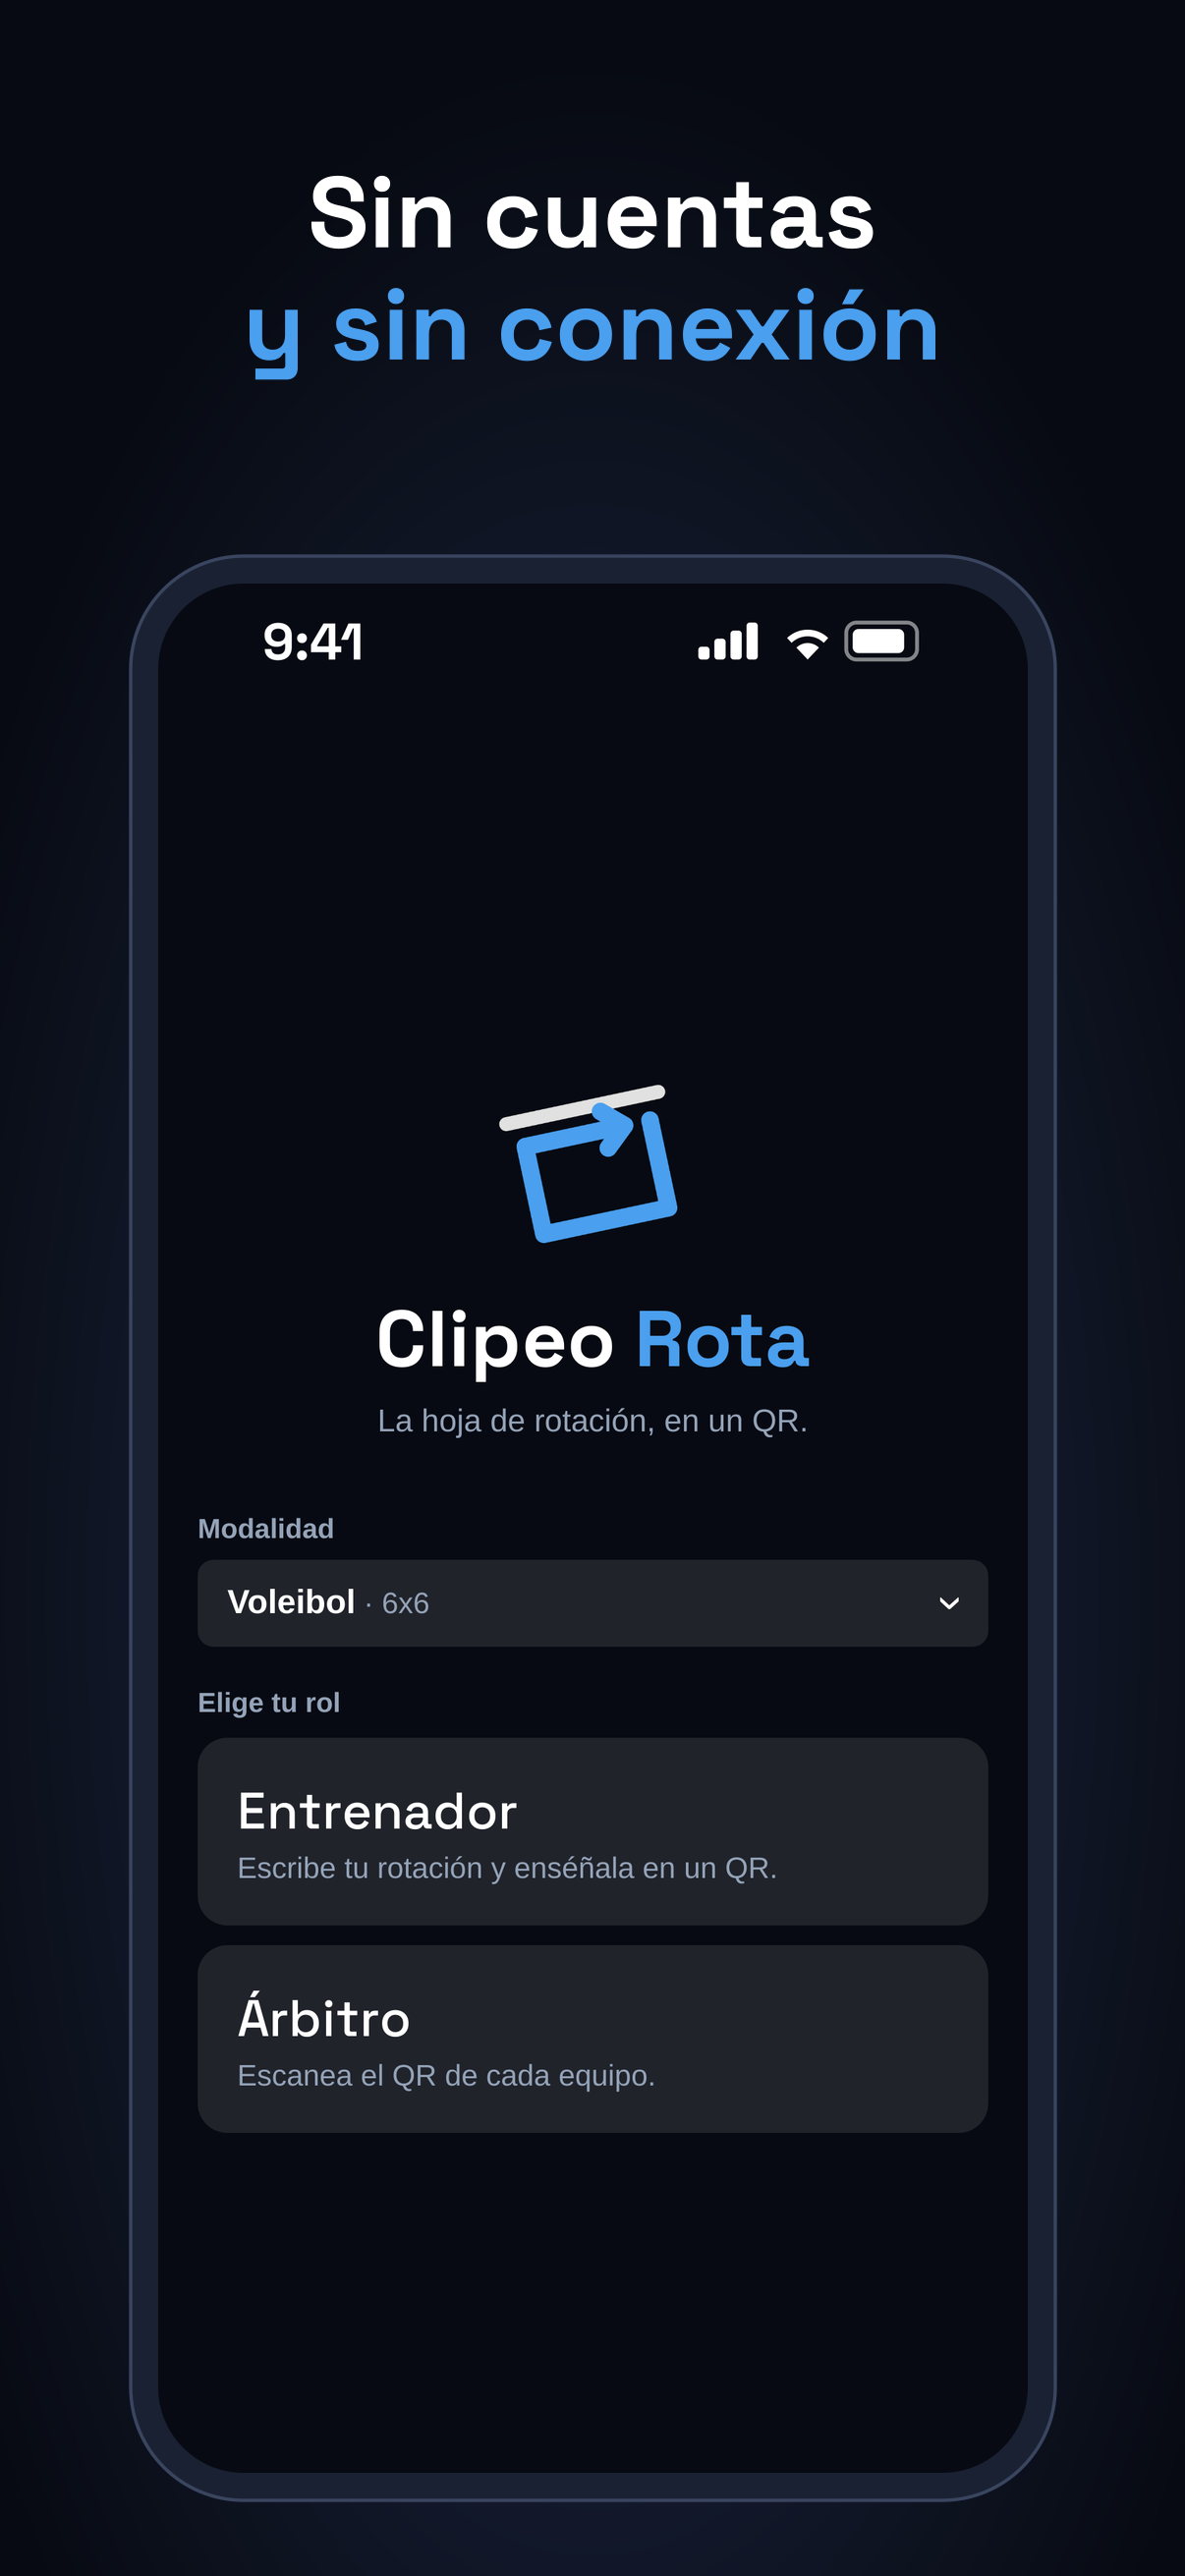 Sin cuentas
y sin conexión
9:41
Clipeo Rota
La hoja de rotación, en un QR.
Modalidad
Voleibol · 6x6
Elige tu rol
Entrenador
Escribe tu rotación y enséñala en un QR.
Árbitro
Escanea el QR de cada equipo.